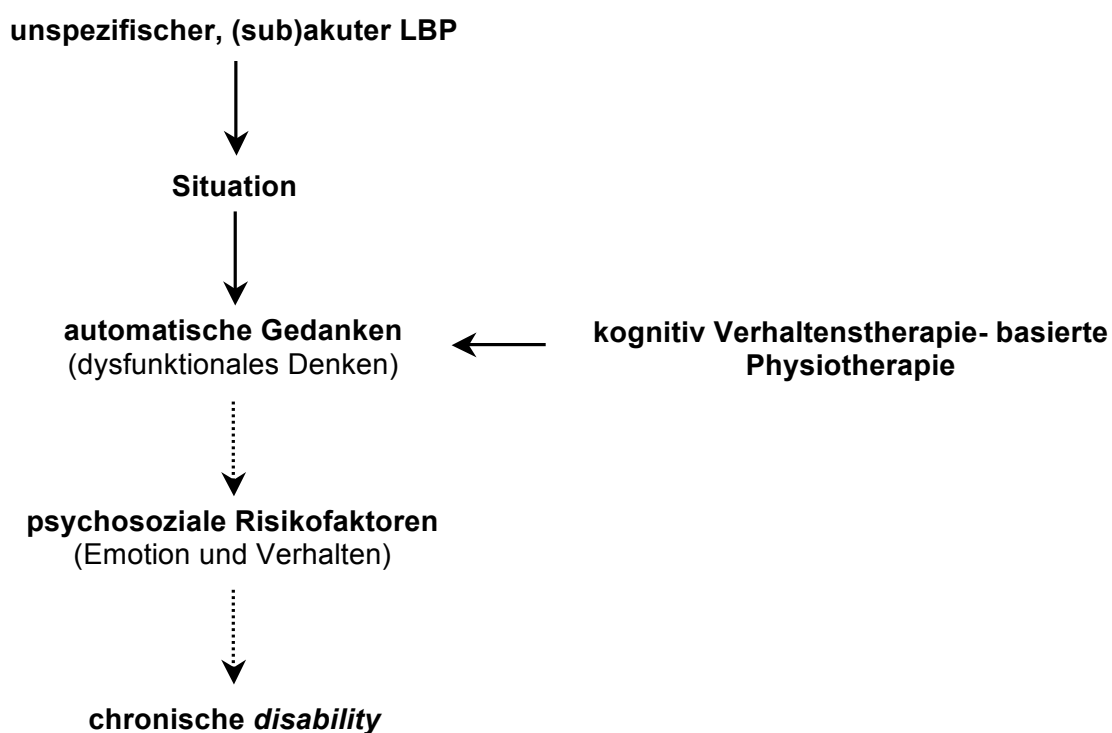 unspezifischer, (sub)akuter LBP
Situation
automatische Gedanken
(dysfunktionales Denken)
kognitiv Verhaltenstherapie- basierte
Physiotherapie
psychosoziale Risikofaktoren
(Emotion und Verhalten)
chronische disability